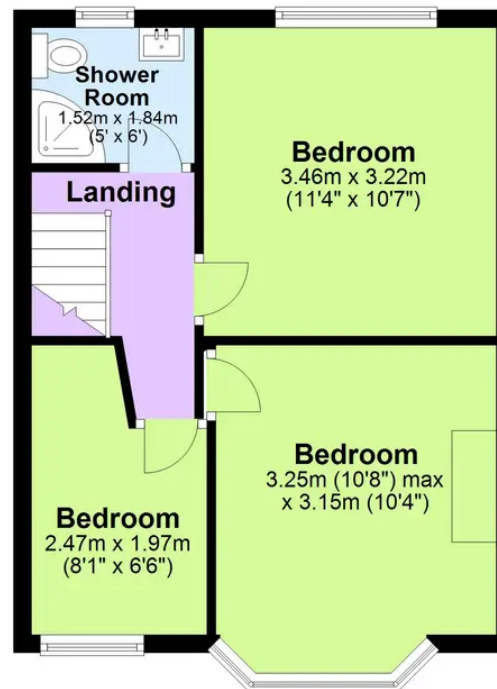 Shower
Room
1.52m x 1.84m
(5' x 6')
Landing
Bedroom
3.46m x 3.22m
(11'4" x 10'7")
Bedroom
3.25m (10'8") max
x 3.15m (10'4")
Bedroom
2.47m x 1.97m
(8'1" x 6'6")